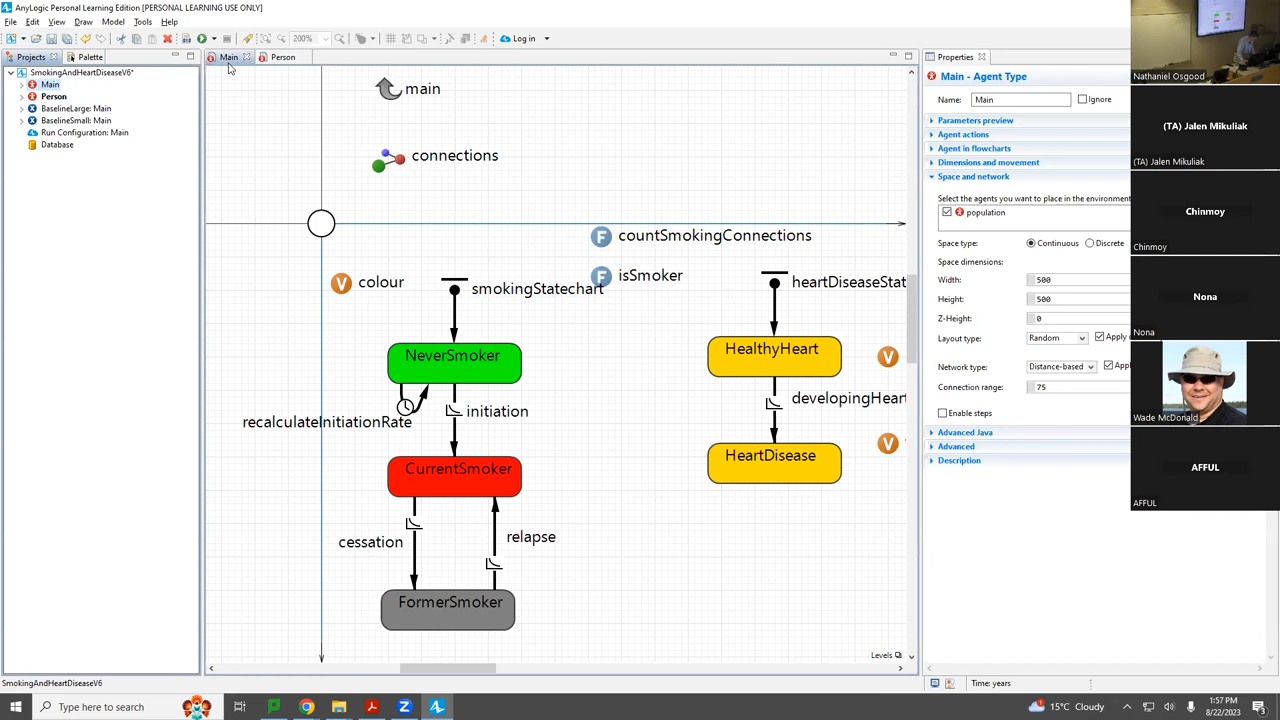 AnyLogic Personal Learning Edition [PERSONAL LEARNING USE ONLY]
File Edit View Draw Model Tools Help
200%
Log in
Projects
Palette
Main
Person
Properties
SmokingAndHeartDiseaseV6*
Main
Person
BaselineLarge: Main
BaselineSmall: Main
Run Configuration: Main
Database
main
connections
countSmokingConnections
isSmoker
colour
smokingStatechart
heartDiseaseStat
NeverSmoker
HealthyHeart
recalculateInitiationRate
initiation
developingHeart
CurrentSmoker
HeartDisease
cessation
relapse
FormerSmoker
Levels
Main - Agent Type
Name: Main Ignore
Parameters preview
Agent actions
Agent in flowcharts
Dimensions and movement
Space and network
Select the agents you want to place in the environmen
population
Space type: Continuous Discrete
Space dimensions:
Width: 500
Height: 500
Z-Height: 0
Layout type: Random Apply
Network type: Distance-based Appl
Connection range: 75
Enable steps
Advanced Java
Advanced
Description
Nathaniel Osgood
(TA) Jalen Mikuliak
(TA) Jalen Mikuliak
Chinmoy
Chinmoy
Nona
Nona
Wade McDonald
AFFUL
AFFUL
SmokingAndHeartDiseaseV6
Time: years
Type here to search
15°C Cloudy
1:57 PM
8/22/2023
3